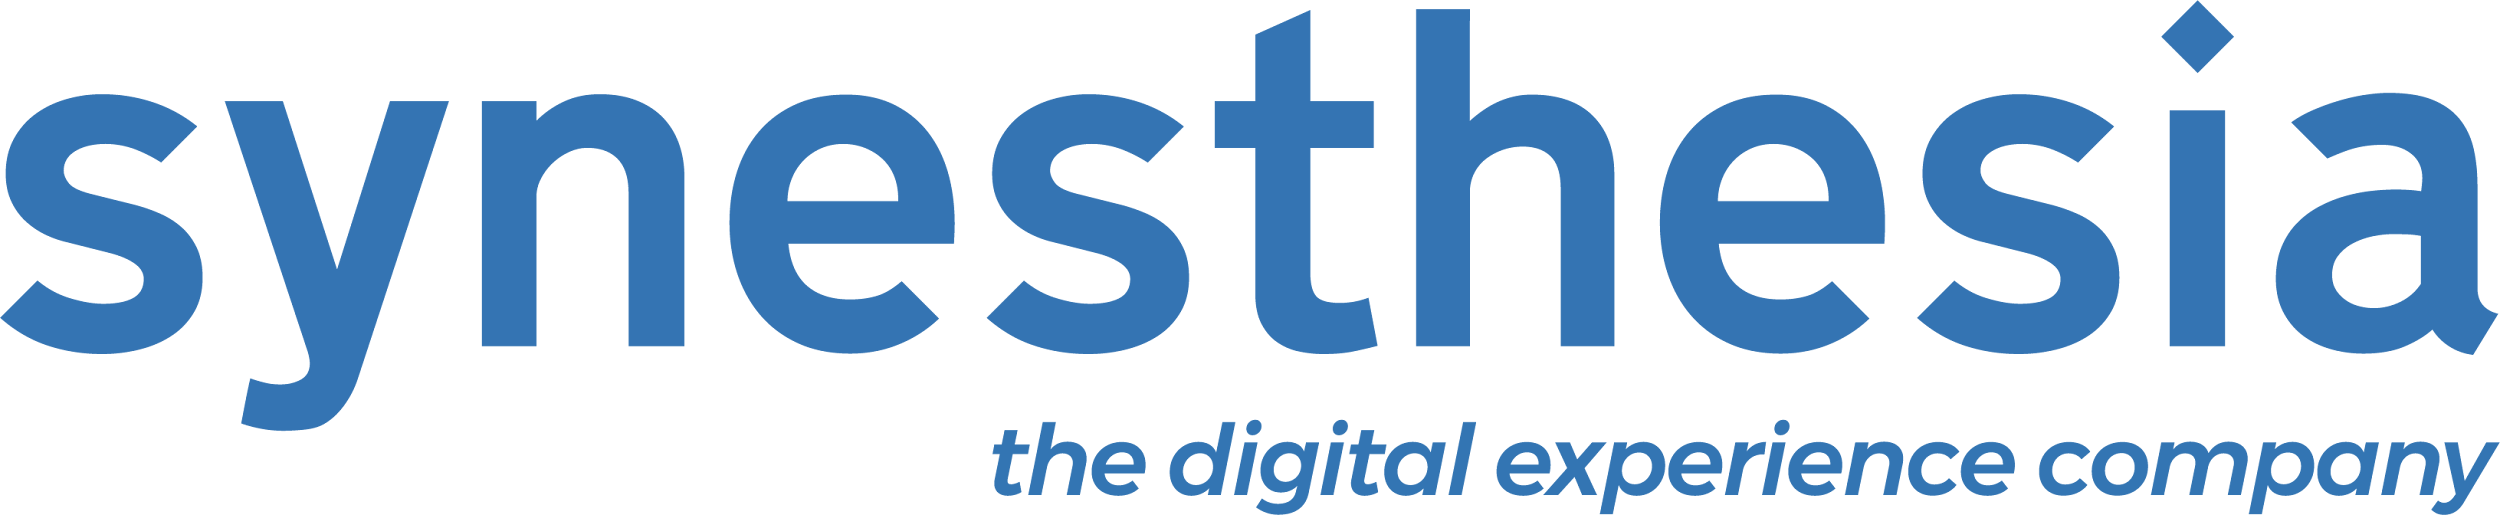 synesthesia
the digital experience company